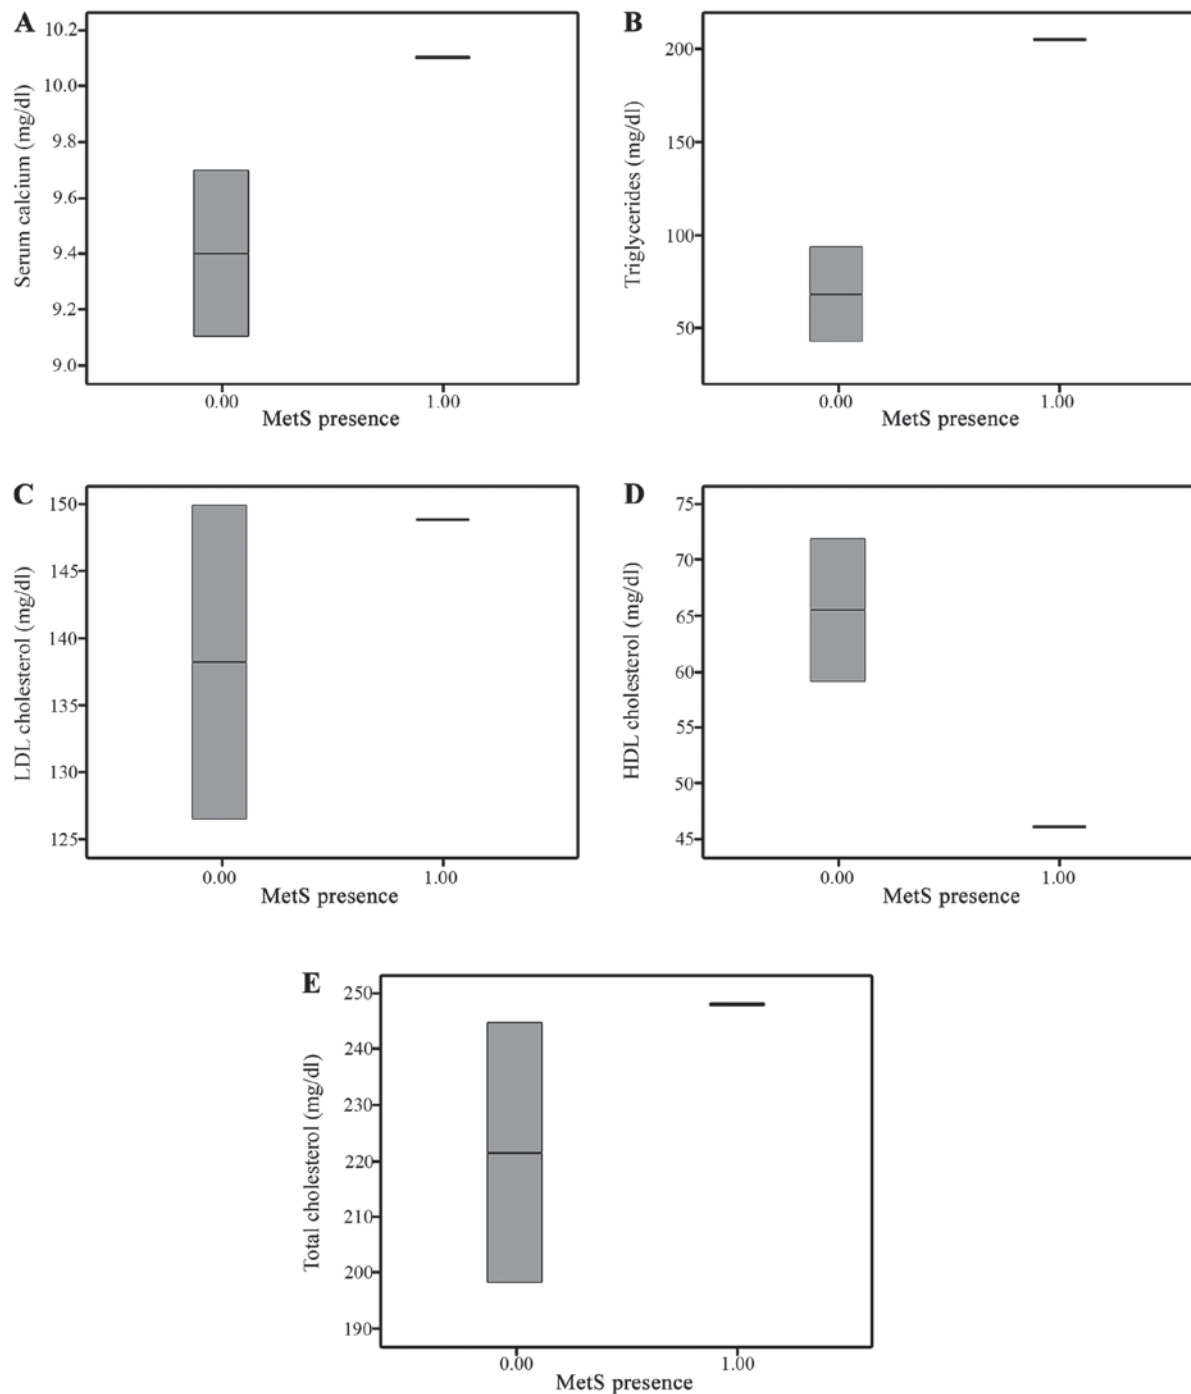 A
Serum calcium (mg/dl)
10.2
10.0
9.8
9.6
9.4
9.2
9.0
0.00 1.00
MetS presence
B
Triglycerides (mg/dl)
200
150
100
50
0.00 1.00
MetS presence
C
LDL cholesterol (mg/dl)
150
145
140
135
130
125
0.00 1.00
MetS presence
D
HDL cholesterol (mg/dl)
75
70
65
60
55
50
45
0.00 1.00
MetS presence
E
Total cholesterol (mg/dl)
250
240
230
220
210
200
190
0.00 1.00
MetS presence